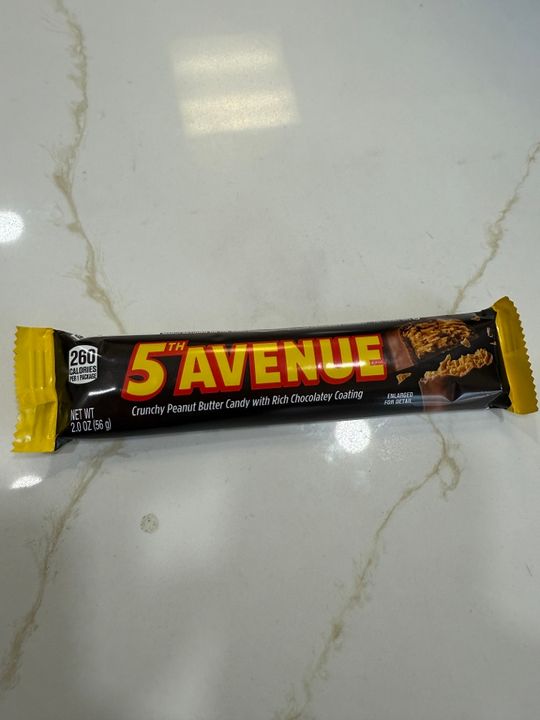 260
CALORIES
PER 1 PACKAGE
5TH AVENUE
Crunchy Peanut Butter Candy with Rich Chocolatey Coating
NET WT
2.0 OZ (56 g)
ENLARGED
FOR DETAIL